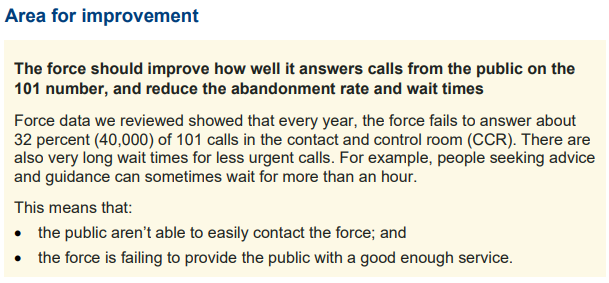 Area for improvement
The force should improve how well it answers calls from the public on the
101 number, and reduce the abandonment rate and wait times
Force data we reviewed showed that every year, the force fails to answer about
32 percent (40,000) of 101 calls in the contact and control room (CCR). There are
also very long wait times for less urgent calls. For example, people seeking advice
and guidance can sometimes wait for more than an hour.
This means that:
• the public aren't able to easily contact the force; and
• the force is failing to provide the public with a good enough service.